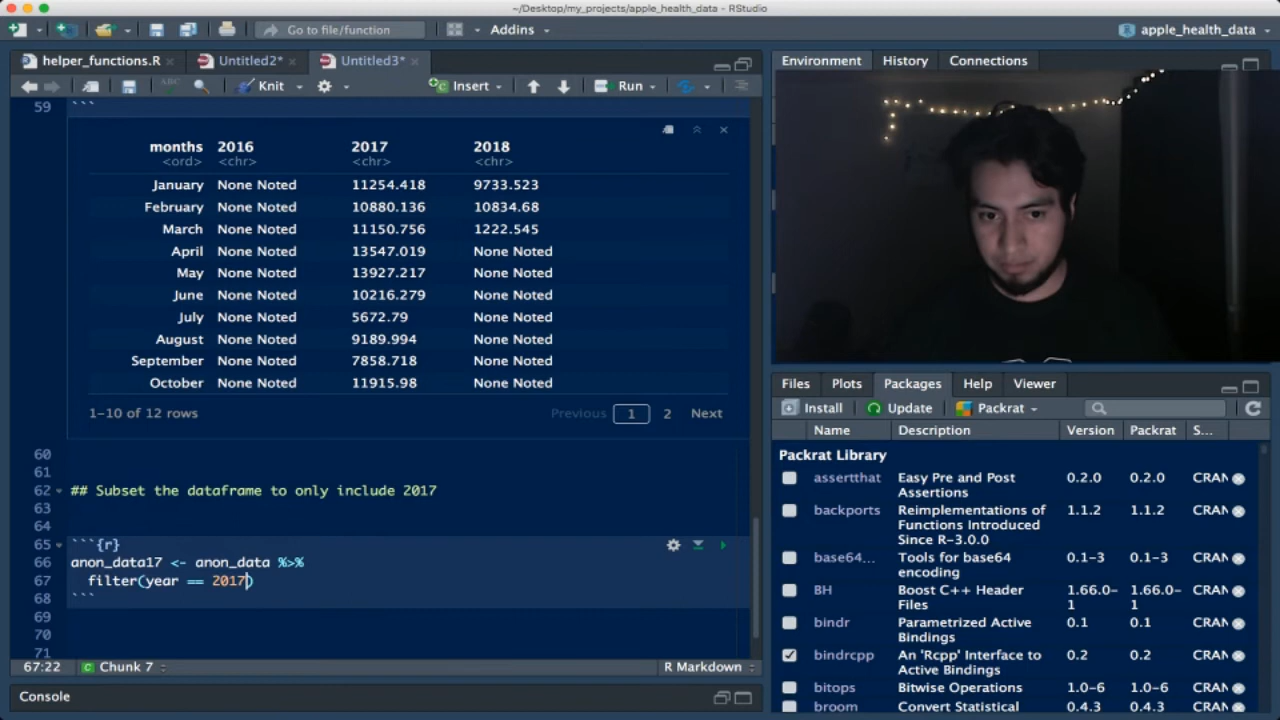 ~/Desktop/my_projects/apple_health_data - RStudio
Go to file/function
Addins
apple_health_data
helper_functions.R
Untitled2*
Untitled3*
ABC
Knit
Insert
Run
59 ```
months 2016 2017 2018
<ord> <chr> <chr> <chr>
January None Noted 11254.418 9733.523
February None Noted 10880.136 10834.68
March None Noted 11150.756 1222.545
April None Noted 13547.019 None Noted
May None Noted 13927.217 None Noted
June None Noted 10216.279 None Noted
July None Noted 5672.79 None Noted
August None Noted 9189.994 None Noted
September None Noted 7858.718 None Noted
October None Noted 11915.98 None Noted
1-10 of 12 rows Previous 1 2 Next
60
61
62 ## Subset the dataframe to only include 2017
63
64
65 ```{r}
66 anon_data17 <- anon_data %>%
67 filter(year == 2017)
68 ```
69
70
71
67:22 Chunk 7 R Markdown
Console
Environment History Connections
Files Plots Packages Help Viewer
Install Update Packrat
Name Description Version Packrat S...
Packrat Library
assertthat Easy Pre and Post 0.2.0 0.2.0 CRAN
Assertions
backports Reimplementations of 1.1.2 1.1.2 CRAN
Functions Introduced
Since R-3.0.0
base64... Tools for base64 0.1-3 0.1-3 CRAN
encoding
BH Boost C++ Header 1.66.0- 1.66.0- CRAN
Files 1 1
bindr Parametrized Active 0.1 0.1 CRAN
Bindings
bindrcpp An 'Rcpp' Interface to 0.2 0.2 CRAN
Active Bindings
bitops Bitwise Operations 1.0-6 1.0-6 CRAN
broom Convert Statistical 0.4.3 0.4.3 CRAN